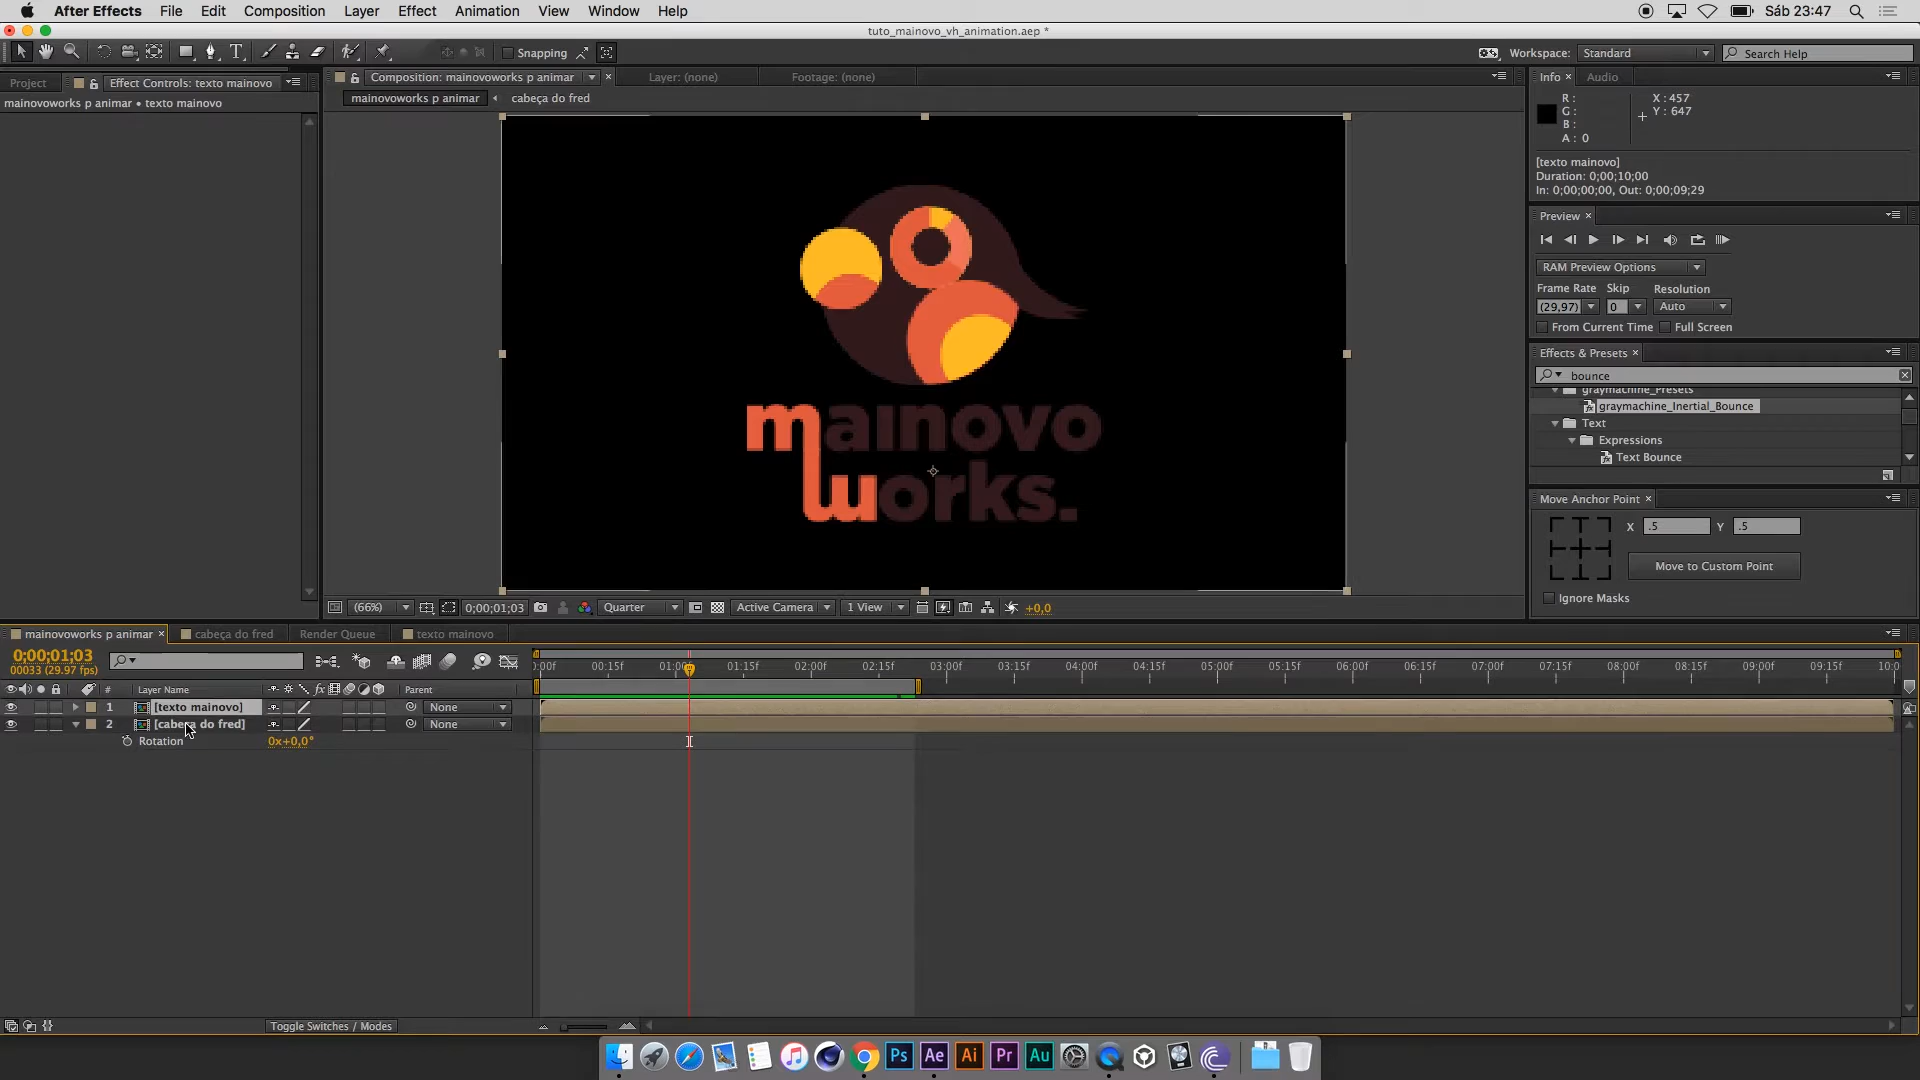 After Effects File Edit Composition Layer Effect Animation View Window Help Sáb 23:47
tuto_mainovo_vh_animation.aep *
Snapping Workspace: Standard Search Help
Project Effect Controls: texto mainovo Composition: mainovoworks p animar Layer: (none) Footage: (none) Info Audio
mainovoworks p animar • texto mainovo
mainovoworks p animar cabeça do fred
R : X : 457
G : Y : 647
B :
A : 0
[texto mainovo]
Duration: 0;00;10;00
In: 0;00;00;00, Out: 0;00;09;29
Preview
RAM Preview Options
Frame Rate Skip Resolution
(29,97) 0 Auto
From Current Time Full Screen
Effects & Presets
bounce
graymachine_Presets
graymachine_Inertial_Bounce
Text
Expressions
Text Bounce
Move Anchor Point
X .5 Y .5
Move to Custom Point
Ignore Masks
mainovo
works.
(66%) 0;00;01;03 Quarter Active Camera 1 View +0,0
mainovoworks p animar cabeça do fred Render Queue texto mainovo
0;00;01;03
00033 (29.97 fps)
):00f 00:15f 01:00f 01:15f 02:00f 02:15f 03:00f 03:15f 04:00f 04:15f 05:00f 05:15f 06:00f 06:15f 07:00f 07:15f 08:00f 08:15f 09:00f 09:15f 10:0
# Layer Name fx Parent
1 [texto mainovo] None
2 [cabeça do fred] None
Rotation 0x+0,0°
Toggle Switches / Modes
Ps Ae Ai Pr Au